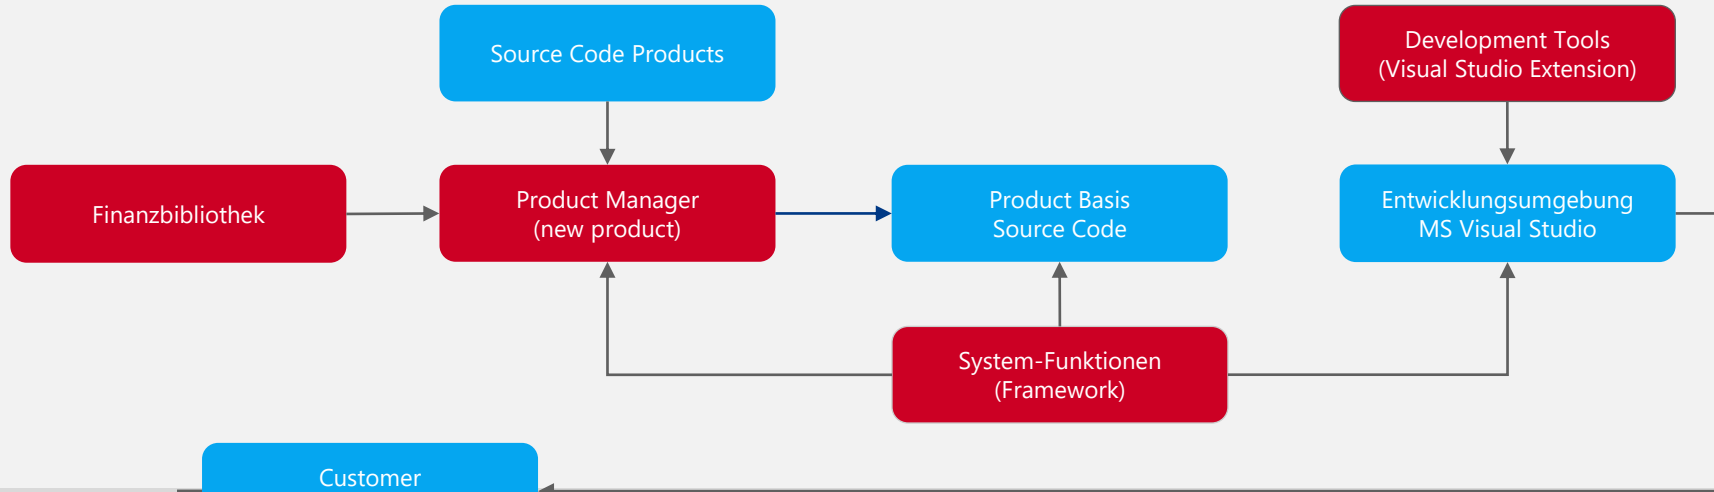 Source Code Products
Development Tools
(Visual Studio Extension)
Finanzbibliothek
Product Manager
(new product)
Product Basis
Source Code
Entwicklungsumgebung
MS Visual Studio
System-Funktionen
(Framework)
Customer